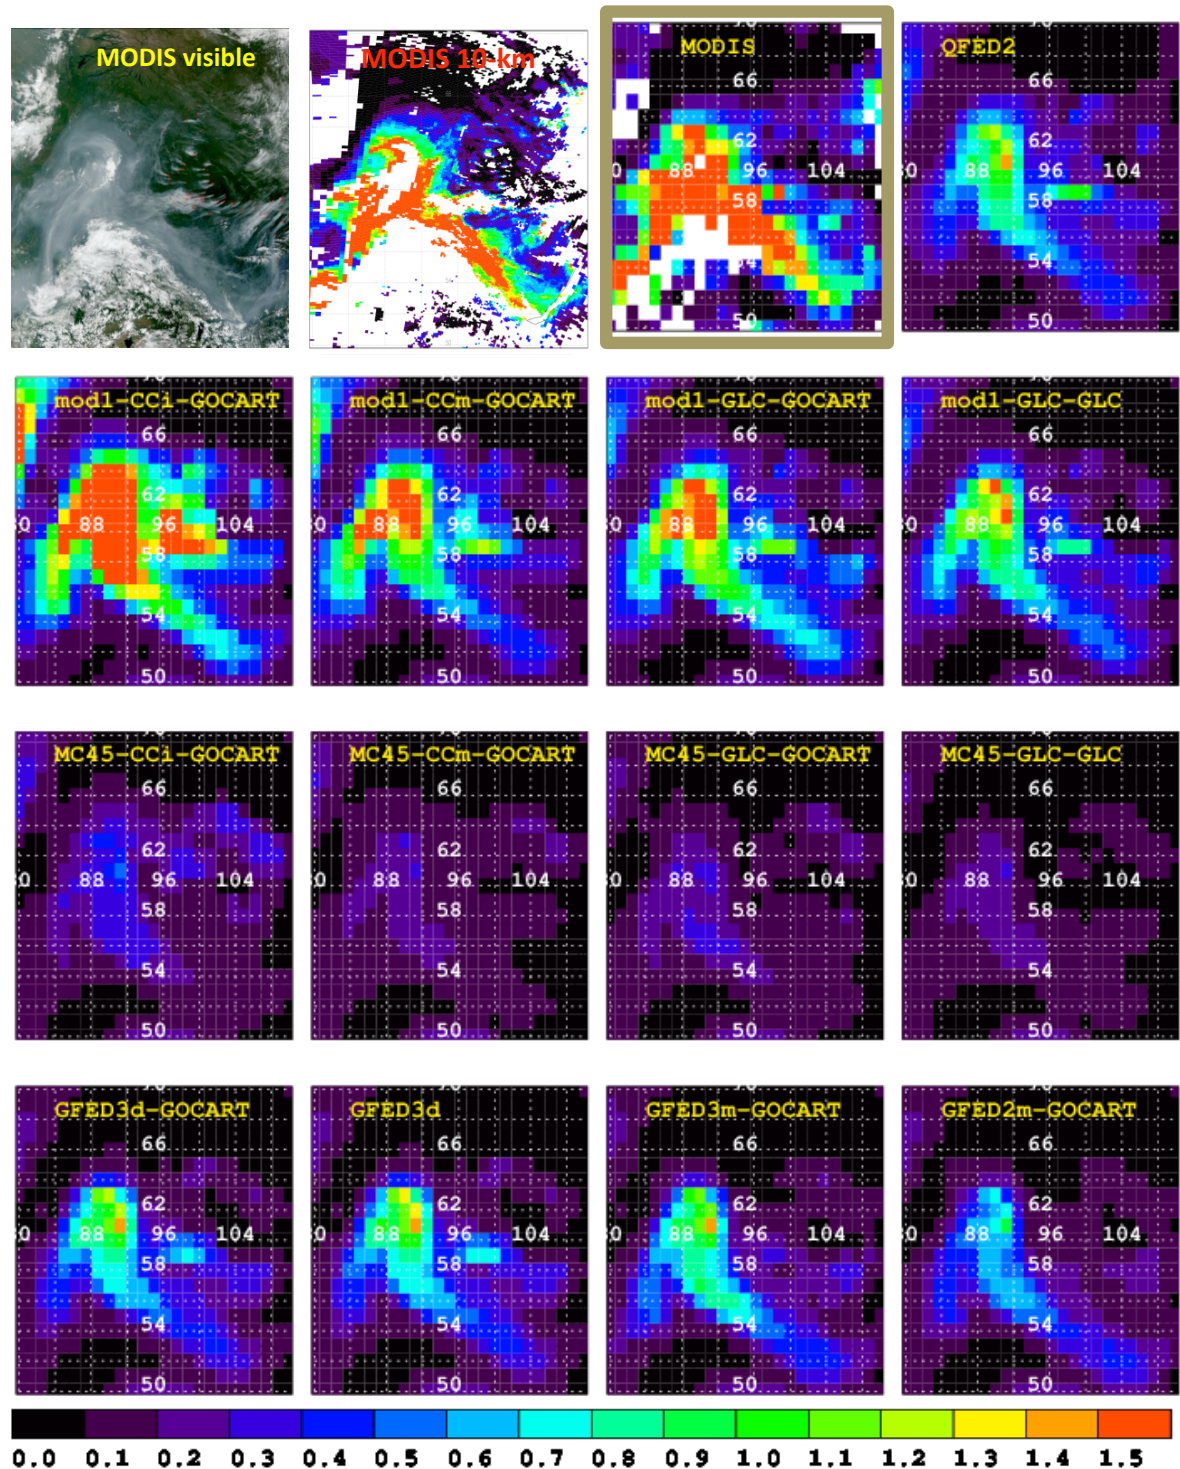 MODIS visible
MODIS 10-km
MODIS
66
62
88 96 104
58
54
50
QFED2
66
62
88 96 104
58
54
50
mod1-CCi-GOCART
66
62
88 96 104
58
54
50
mod1-CCm-GOCART
66
62
88 96 104
58
54
50
mod1-GLC-GOCART
66
62
88 96 104
58
54
50
mod1-GLC-GLC
66
62
88 96 104
58
54
50
MC45-CCi-GOCART
66
62
88 96 104
58
54
50
MC45-CCm-GOCART
66
62
88 96 104
58
54
50
MC45-GLC-GOCART
66
62
88 96 104
58
54
50
MC45-GLC-GLC
66
62
88 96 104
58
54
50
GFED3d-GOCART
66
62
88 96 104
58
54
50
GFED3d
66
62
88 96 104
58
54
50
GFED3m-GOCART
66
62
88 96 104
58
54
50
GFED2m-GOCART
66
62
88 96 104
58
54
50
0.0 0.1 0.2 0.3 0.4 0.5 0.6 0.7 0.8 0.9 1.0 1.1 1.2 1.3 1.4 1.5